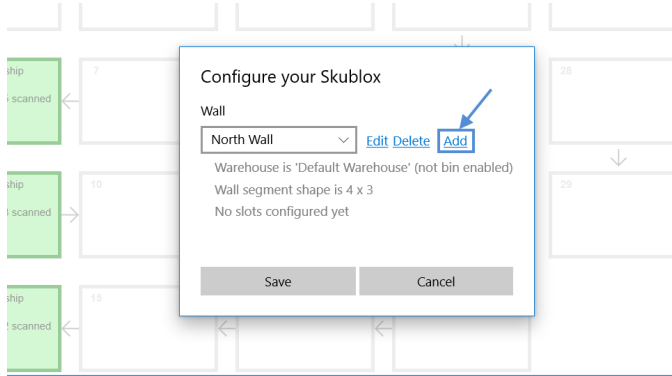 Configure your Skublox
Wall
North Wall Edit Delete Add
Warehouse is 'Default Warehouse' (not bin enabled)
Wall segment shape is 4 x 3
No slots configured yet
Save Cancel
ship
7
28
scanned
ship
10
29
scanned
ship
15
2 scanned